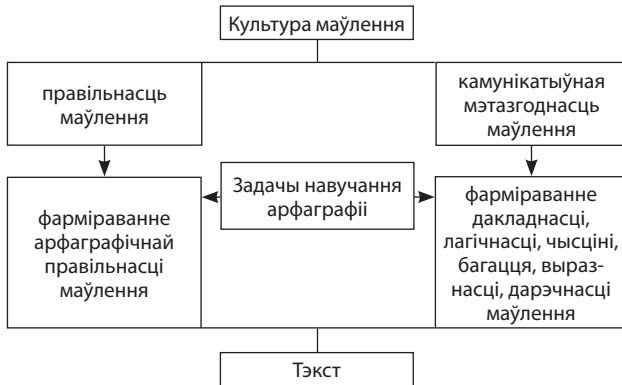 Культура маўлення
правільнасць
маўлення
камунікатыўная
мэтазгоднасць
маўлення
Задачы навучання
арфаграфіі
фарміраванне
арфаграфічнай
правільнасці
маўлення
фарміраванне
дакладнасці,
лагічнасці, чысціні,
багацця, выраз-
насці, дарэчнасці
маўлення
Тэкст